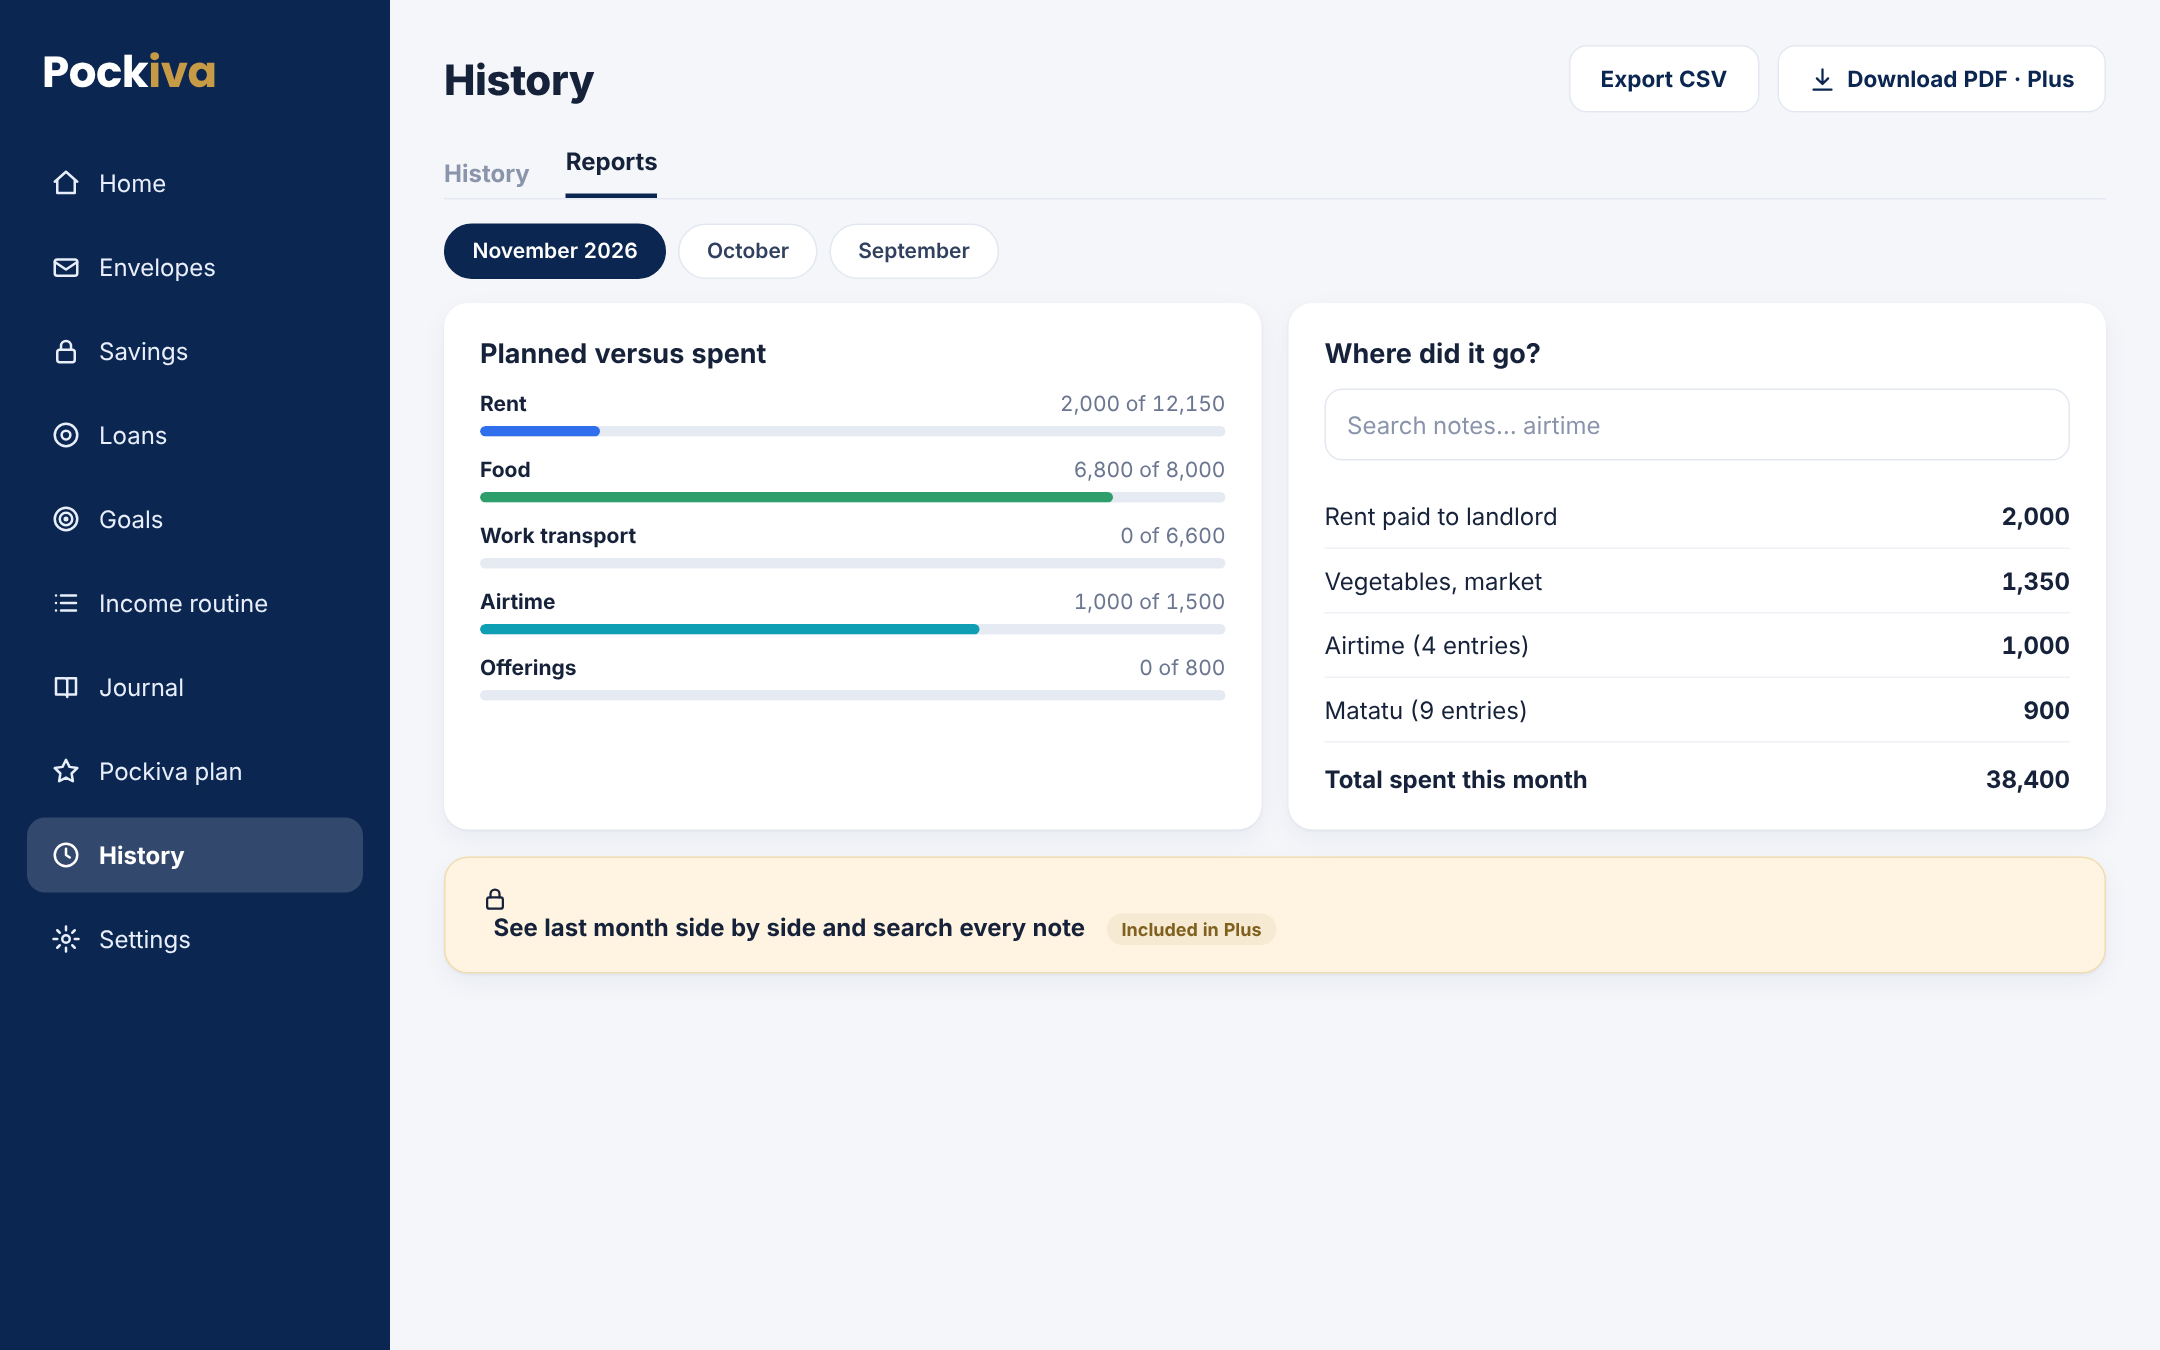 Pockiva
Home
Envelopes
Savings
Loans
Goals
Income routine
Journal
Pockiva plan
History
Settings
History
Export CSV
Download PDF · Plus
History
Reports
November 2026
October
September
Planned versus spent
Rent 2,000 of 12,150
Food 6,800 of 8,000
Work transport 0 of 6,600
Airtime 1,000 of 1,500
Offerings 0 of 800
Where did it go?
Search notes... airtime
Rent paid to landlord 2,000
Vegetables, market 1,350
Airtime (4 entries) 1,000
Matatu (9 entries) 900
Total spent this month 38,400
See last month side by side and search every note Included in Plus